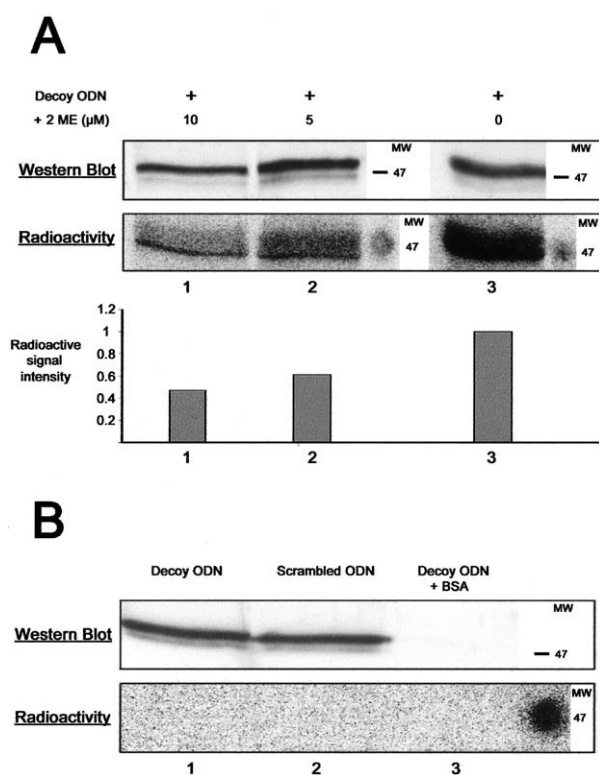 A
Decoy ODN + + +
+ 2 ME (µM) 10 5 0
Western Blot MW 47 MW 47
Radioactivity MW 47 MW 47
1 2 3
Radioactive signal intensity
1.2
1
0.8
0.6
0.4
0.2
1 2 3
B
Decoy ODN Scrambled ODN Decoy ODN + BSA
Western Blot MW 47
Radioactivity MW 47
1 2 3